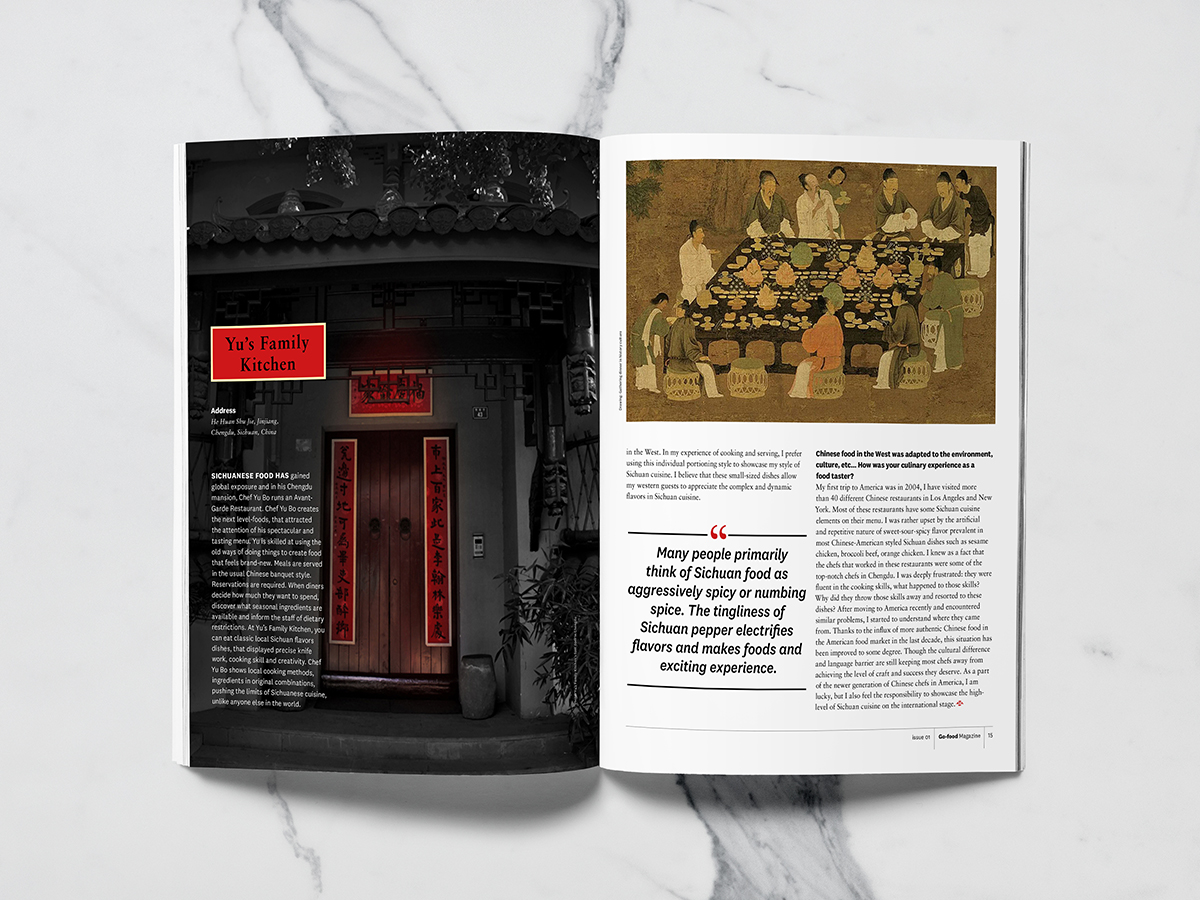 Yu's Family
Kitchen
Address
He Huan Shu Jie, Jinjiang,
Chengdu, Sichuan, China
SICHUANESE FOOD HAS gained
global exposure and in his Chengdu
mansion, Chef Yu Bo runs an Avant-
Garde Restaurant. Chef Yu Bo creates
the next level-foods, that attracted
the attention of his spectacular and
tasting menu. Yu's skilled at using the
old ways of doing things to create food
that feels brand-new. Meals are served
in the usual Chinese banquet style.
Reservations are required. When diners
decide how much they want to spend,
discover what seasonal ingredients are
available and inform the staff of dietary
restrictions. At Yu's Family Kitchen, you
can eat classic local Sichuan flavors
dishes, that displayed precise knife
work, cooking skill and creativity. Chef
Yu Bo shows local cooking methods,
ingredients in original combinations,
pushing the limits of Sichuanese cuisine,
unlike anyone else in the world.
43
in the West. In my experience of cooking and serving, I prefer
using this individual portioning style to showcase my style of
Sichuan cuisine. I believe that these small-sized dishes allow
my western guests to appreciate the complex and dynamic
flavors in Sichuan cuisine.
“
Many people primarily
think of Sichuan food as
aggressively spicy or numbing
spice. The tingliness of
Sichuan pepper electrifies
flavors and makes foods and
exciting experience.
Chinese food in the West was adapted to the environment,
culture, etc... How was your culinary experience as a
food taster?
My first trip to America was in 2004, I have visited more
than 40 different Chinese restaurants in Los Angeles and New
York. Most of these restaurants have some Sichuan cuisine
elements on their menu. I was rather upset by the artificial
and repetitive nature of sweet-sour-spicy flavor prevalent in
most Chinese-American styled Sichuan dishes such as sesame
chicken, broccoli beef, orange chicken. I knew as a fact that
the chefs that worked in these restaurants were some of the
top-notch chefs in Chengdu. I was deeply frustrated: they were
fluent in the cooking skills, what happened to those skills?
Why did they throw those skills away and resorted to these
dishes? After moving to America recently and encountered
similar problems, I started to understand where they came
from. Thanks to the influx of more authentic Chinese food in
the American food market in the last decade, this situation has
been improved to some degree. Though the cultural difference
and language barrier are still keeping most chefs away from
achieving the level of craft and success they deserve. As a part
of the newer generation of Chinese chefs in America, I am
lucky, but I also feel the responsibility to showcase the high-
level of Sichuan cuisine on the international stage.
issue 01 Go-food Magazine 15